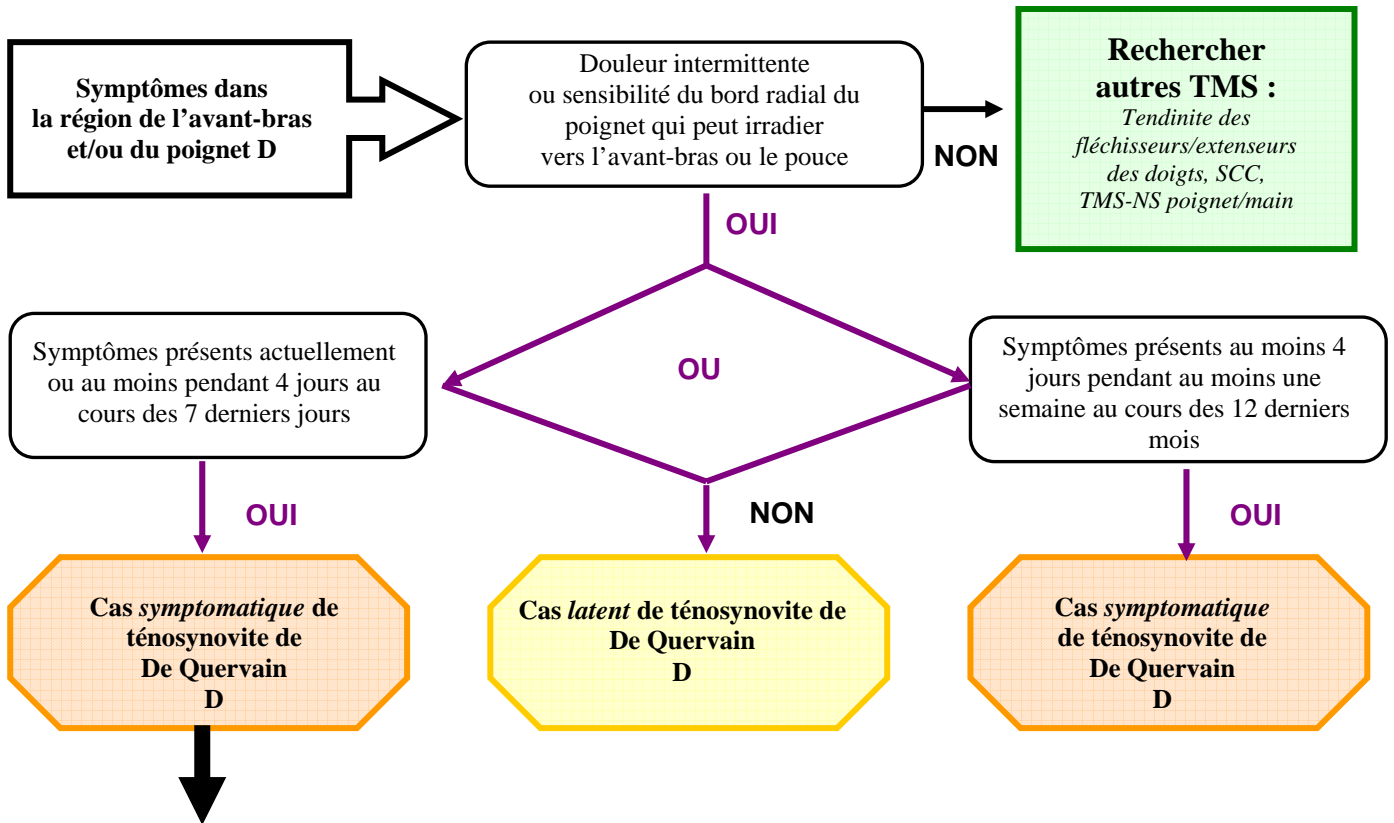 Symptômes dans
la région de l'avant-bras
et/ou du poignet D
Douleur intermittente
ou sensibilité du bord radial du
poignet qui peut irradier
vers l'avant-bras ou le pouce
NON
Rechercher
autres TMS :
Tendinite des
fléchisseurs/extenseurs
des doigts, SCC,
TMS-NS poignet/main
OUI
Symptômes présents actuellement
ou au moins pendant 4 jours au
cours des 7 derniers jours
OU
Symptômes présents au moins 4
jours pendant au moins une
semaine au cours des 12 derniers
mois
OUI
NON
OUI
Cas symptomatique de
ténosynovite de
De Quervain
D
Cas latent de ténosynovite de
De Quervain
D
Cas symptomatique
de ténosynovite de
De Quervain
D